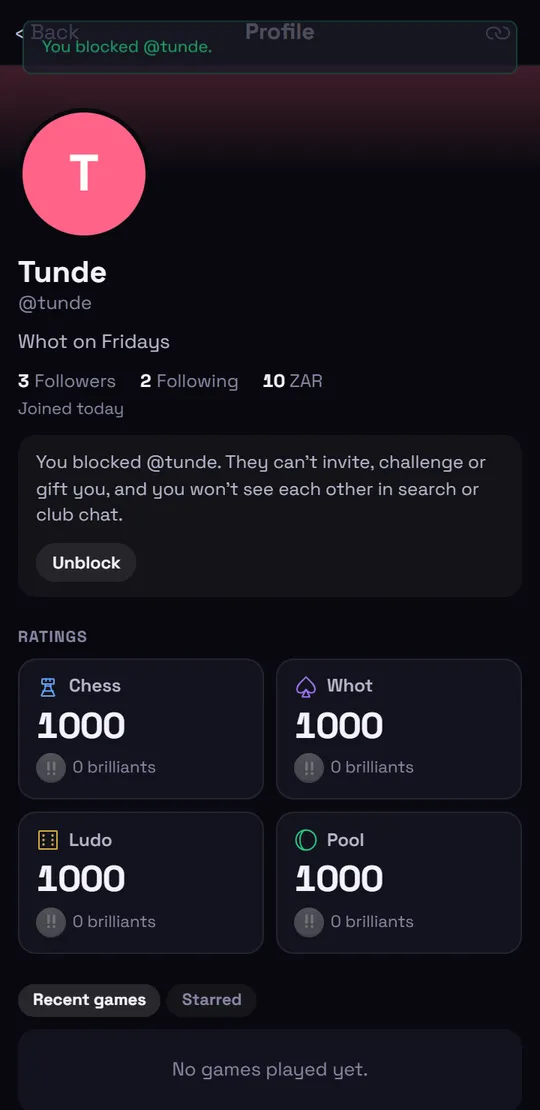 < Back
Profile
You blocked @tunde.
T
Tunde
@tunde
Whot on Fridays
3 Followers 2 Following 10 ZAR
Joined today
You blocked @tunde. They can't invite, challenge or
gift you, and you won't see each other in search or
club chat.
Unblock
RATINGS
Chess
1000
!! 0 brilliants
Whot
1000
!! 0 brilliants
Ludo
1000
!! 0 brilliants
Pool
1000
!! 0 brilliants
Recent games
Starred
No games played yet.